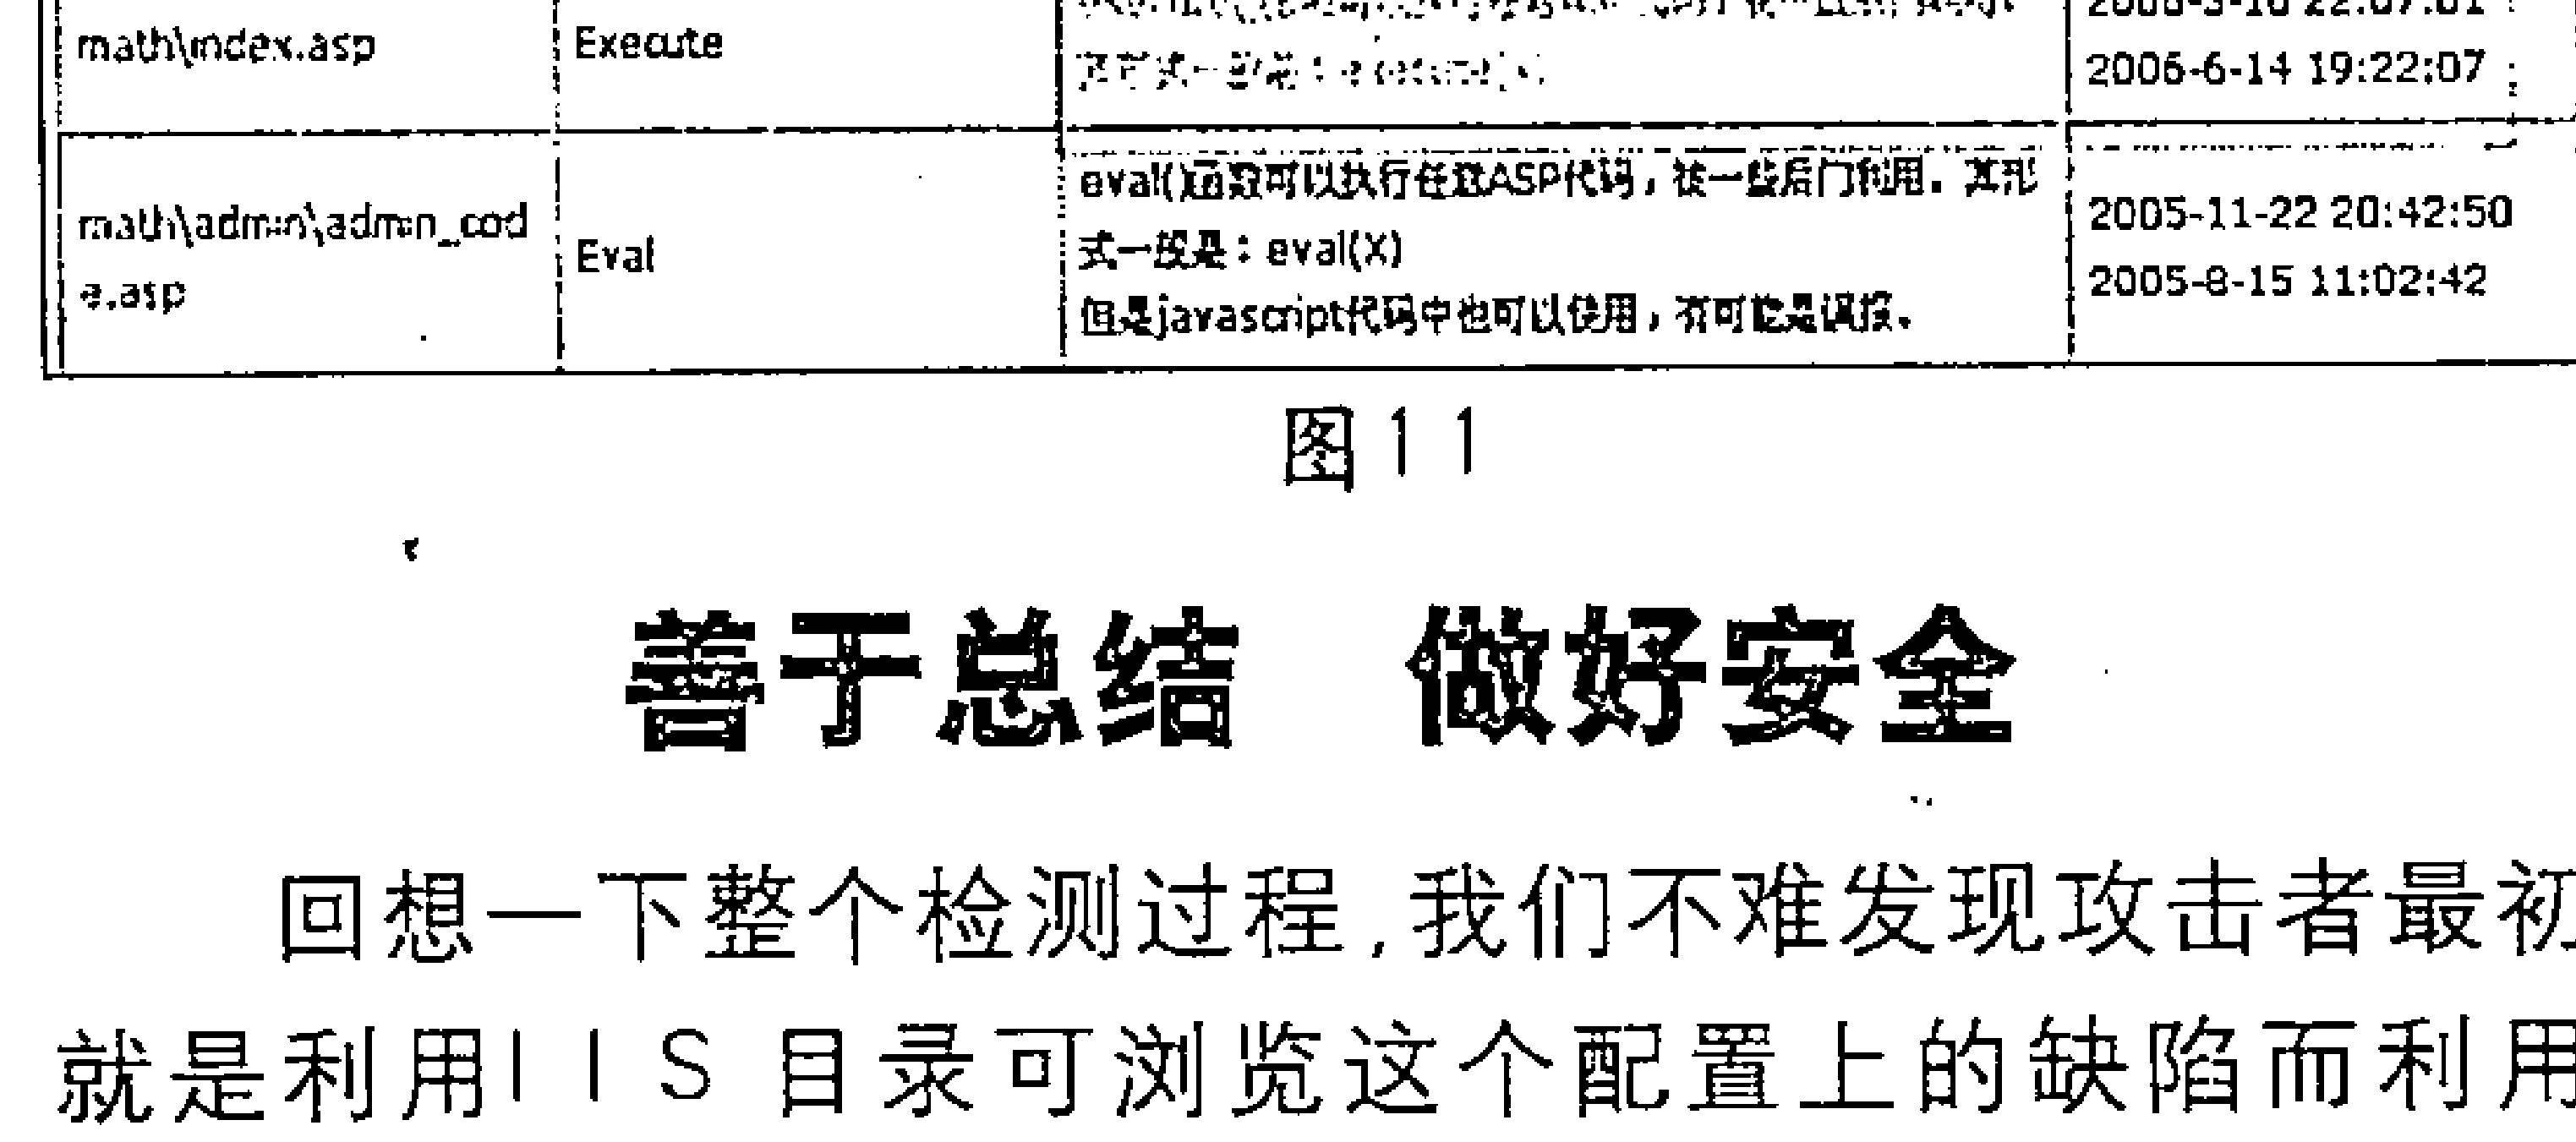 math\index.asp
Execute
2006-6-14 19:22:07
math\admin\admin_cod
e.asp
Eval
eval()函数可以执行任意ASP代码，被一些后门利用。其形
式一般是：eval(X)
但是javascript代码中也可以使用，有可能是误报。
2005-11-22 20:42:50
2005-8-15 11:02:42
图11
善于总结 做好安全
回想一下整个检测过程,我们不难发现攻击者最初
就是利用IIS目录可浏览这个配置上的缺陷而利用